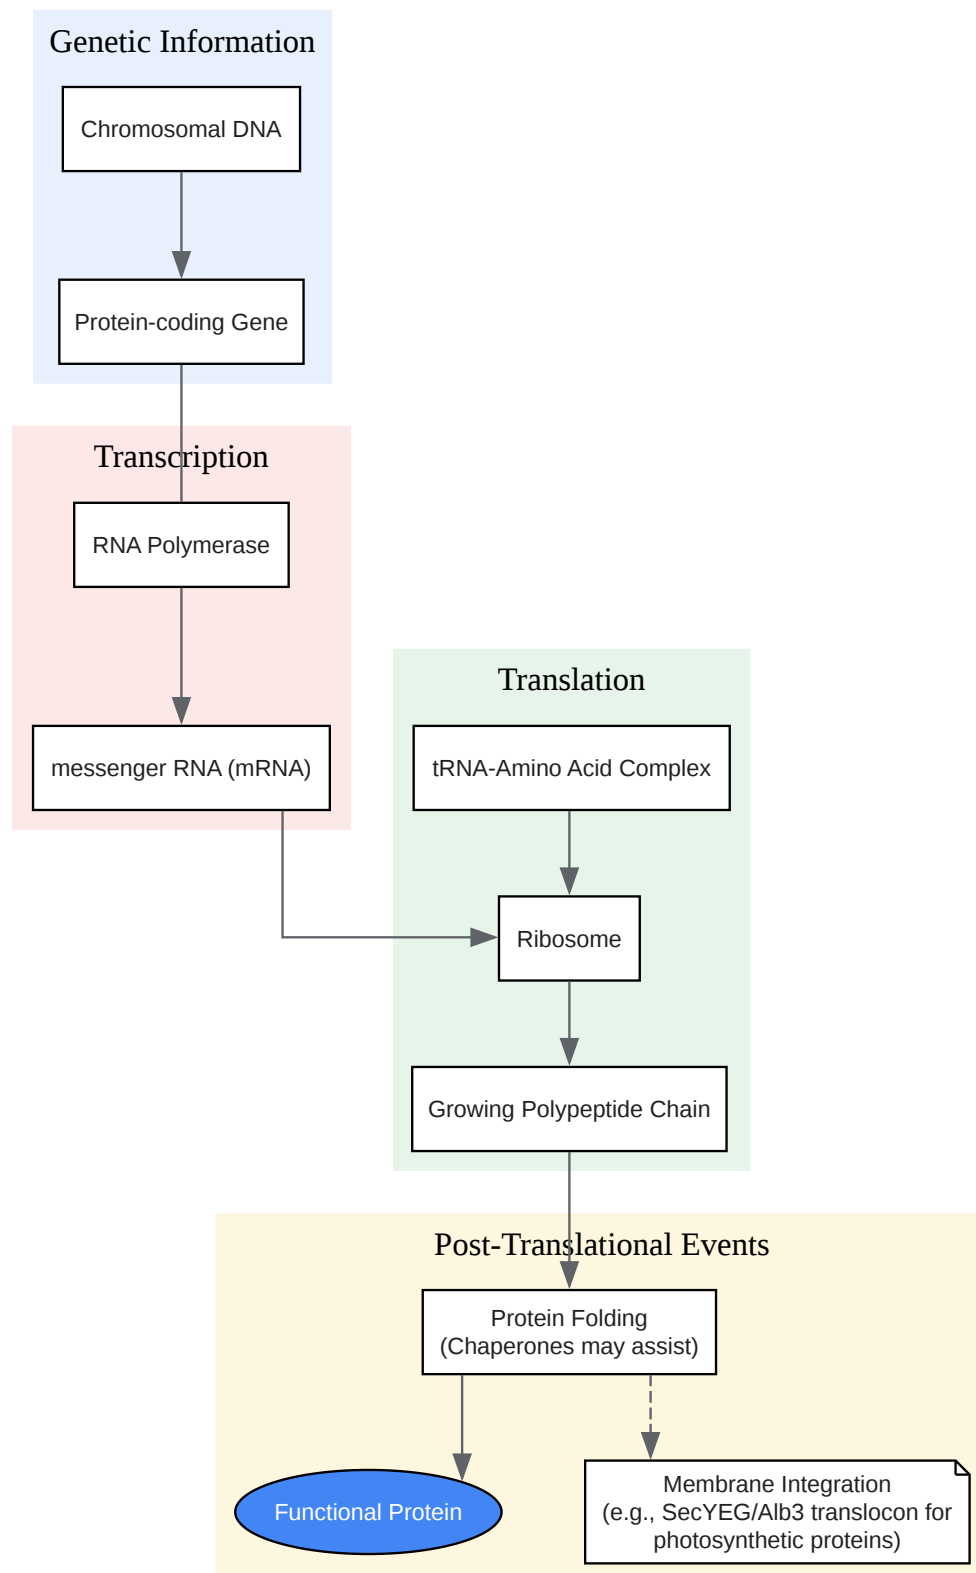 Genetic Information
Chromosomal DNA
Protein-coding Gene
Transcription
RNA Polymerase
messenger RNA (mRNA)
Translation
tRNA-Amino Acid Complex
Ribosome
Growing Polypeptide Chain
Post-Translational Events
Protein Folding
(Chaperones may assist)
Functional Protein
Membrane Integration
(e.g., SecYEG/Alb3 translocon for
photosynthetic proteins)